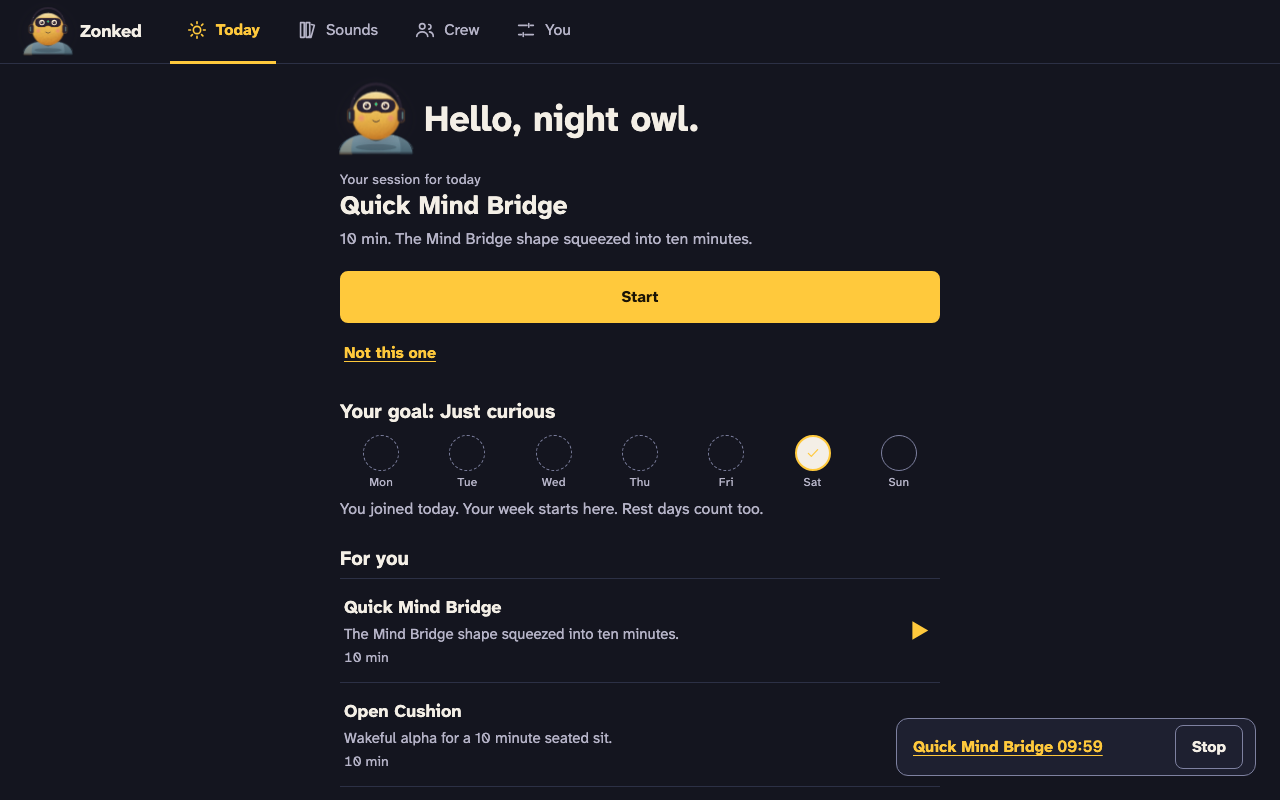 Zonked
Today
Sounds
Crew
You
Hello, night owl.
Your session for today
Quick Mind Bridge
10 min. The Mind Bridge shape squeezed into ten minutes.
Start
Not this one
Your goal: Just curious
Mon Tue Wed Thu Fri Sat Sun
You joined today. Your week starts here. Rest days count too.
For you
Quick Mind Bridge
The Mind Bridge shape squeezed into ten minutes.
10 min
Open Cushion
Wakeful alpha for a 10 minute seated sit.
10 min
Quick Mind Bridge 09:59
Stop